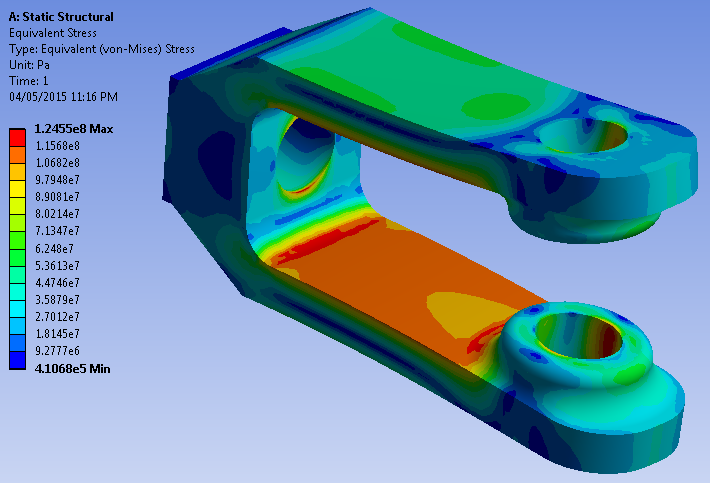 A: Static Structural
Equivalent Stress
Type: Equivalent (von-Mises) Stress
Unit: Pa
Time: 1
04/05/2015 11:16 PM
1.2455e8 Max
1.1568e8
1.0682e8
9.7948e7
8.9081e7
8.0214e7
7.1347e7
6.248e7
5.3613e7
4.4746e7
3.5879e7
2.7012e7
1.8145e7
9.2777e6
4.1068e5 Min